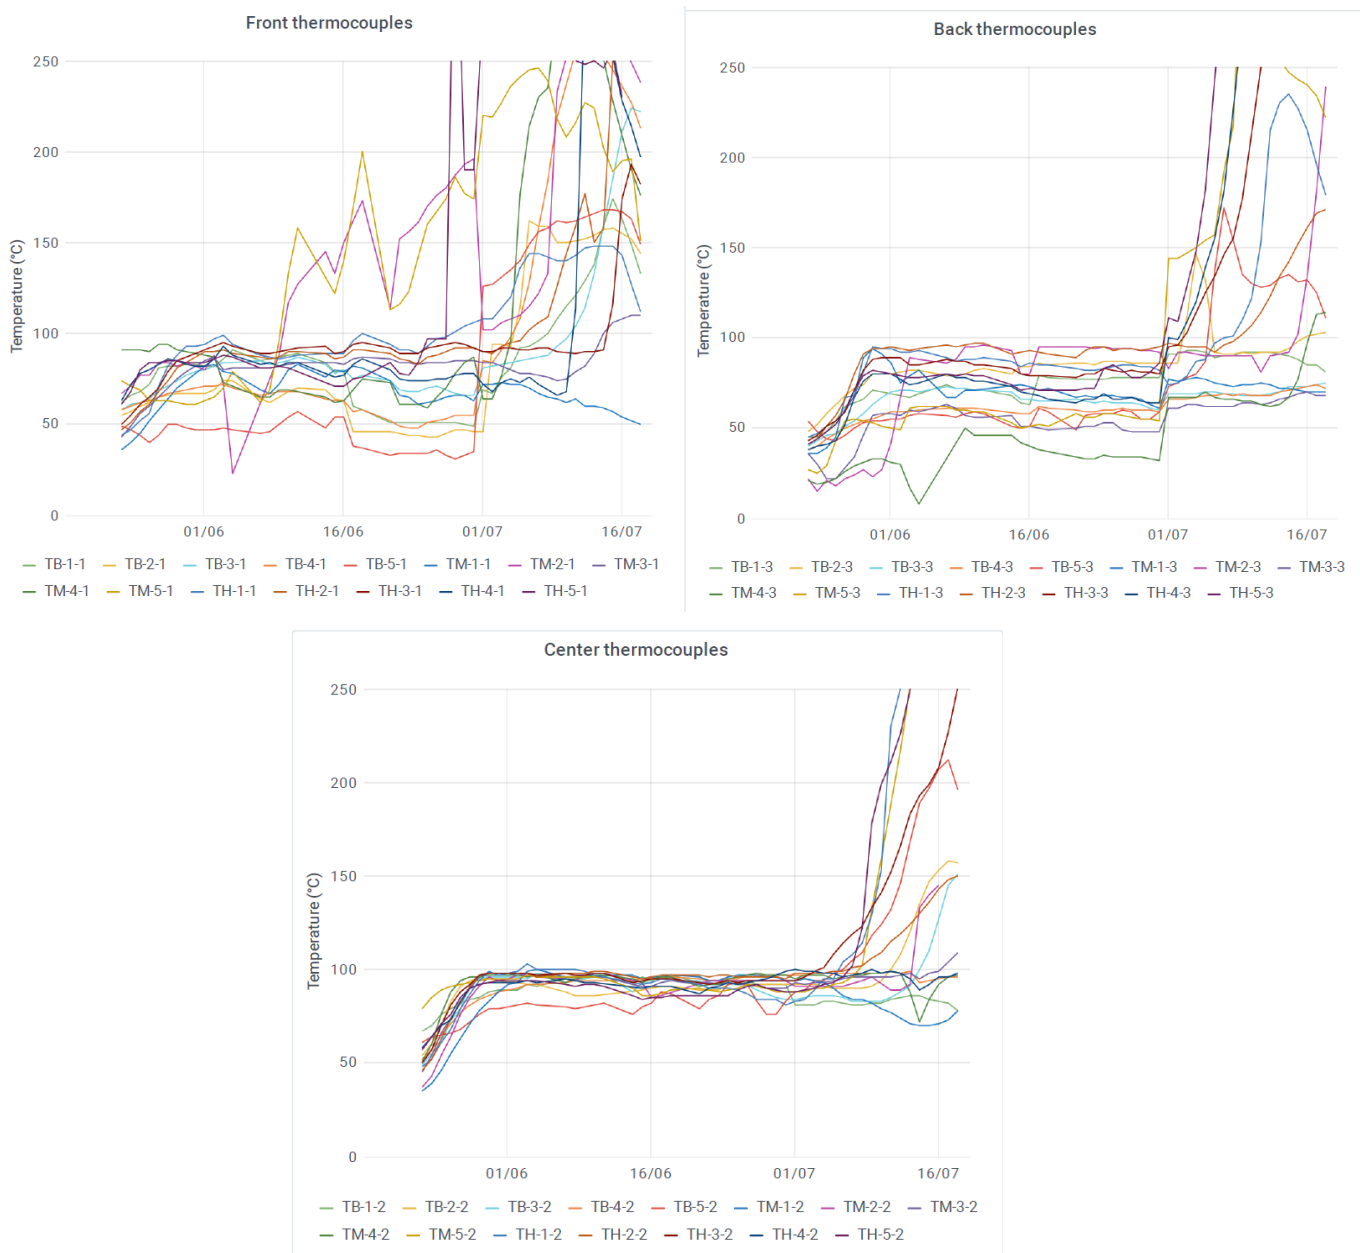 Front thermocouples
250
200
150
100
50
0
Temperature (°C)
01/06 16/06 01/07 16/07
TB-1-1 TB-2-1 TB-3-1 TB-4-1 TB-5-1 TM-1-1 TM-2-1 TM-3-1
TM-4-1 TM-5-1 TH-1-1 TH-2-1 TH-3-1 TH-4-1 TH-5-1
Back thermocouples
250
200
150
100
50
0
Temperature (°C)
01/06 16/06 01/07 16/07
TB-1-3 TB-2-3 TB-3-3 TB-4-3 TB-5-3 TM-1-3 TM-2-3 TM-3-3
TM-4-3 TM-5-3 TH-1-3 TH-2-3 TH-3-3 TH-4-3 TH-5-3
Center thermocouples
250
200
150
100
50
0
Temperature (°C)
01/06 16/06 01/07 16/07
TB-1-2 TB-2-2 TB-3-2 TB-4-2 TB-5-2 TM-1-2 TM-2-2 TM-3-2
TM-4-2 TM-5-2 TH-1-2 TH-2-2 TH-3-2 TH-4-2 TH-5-2